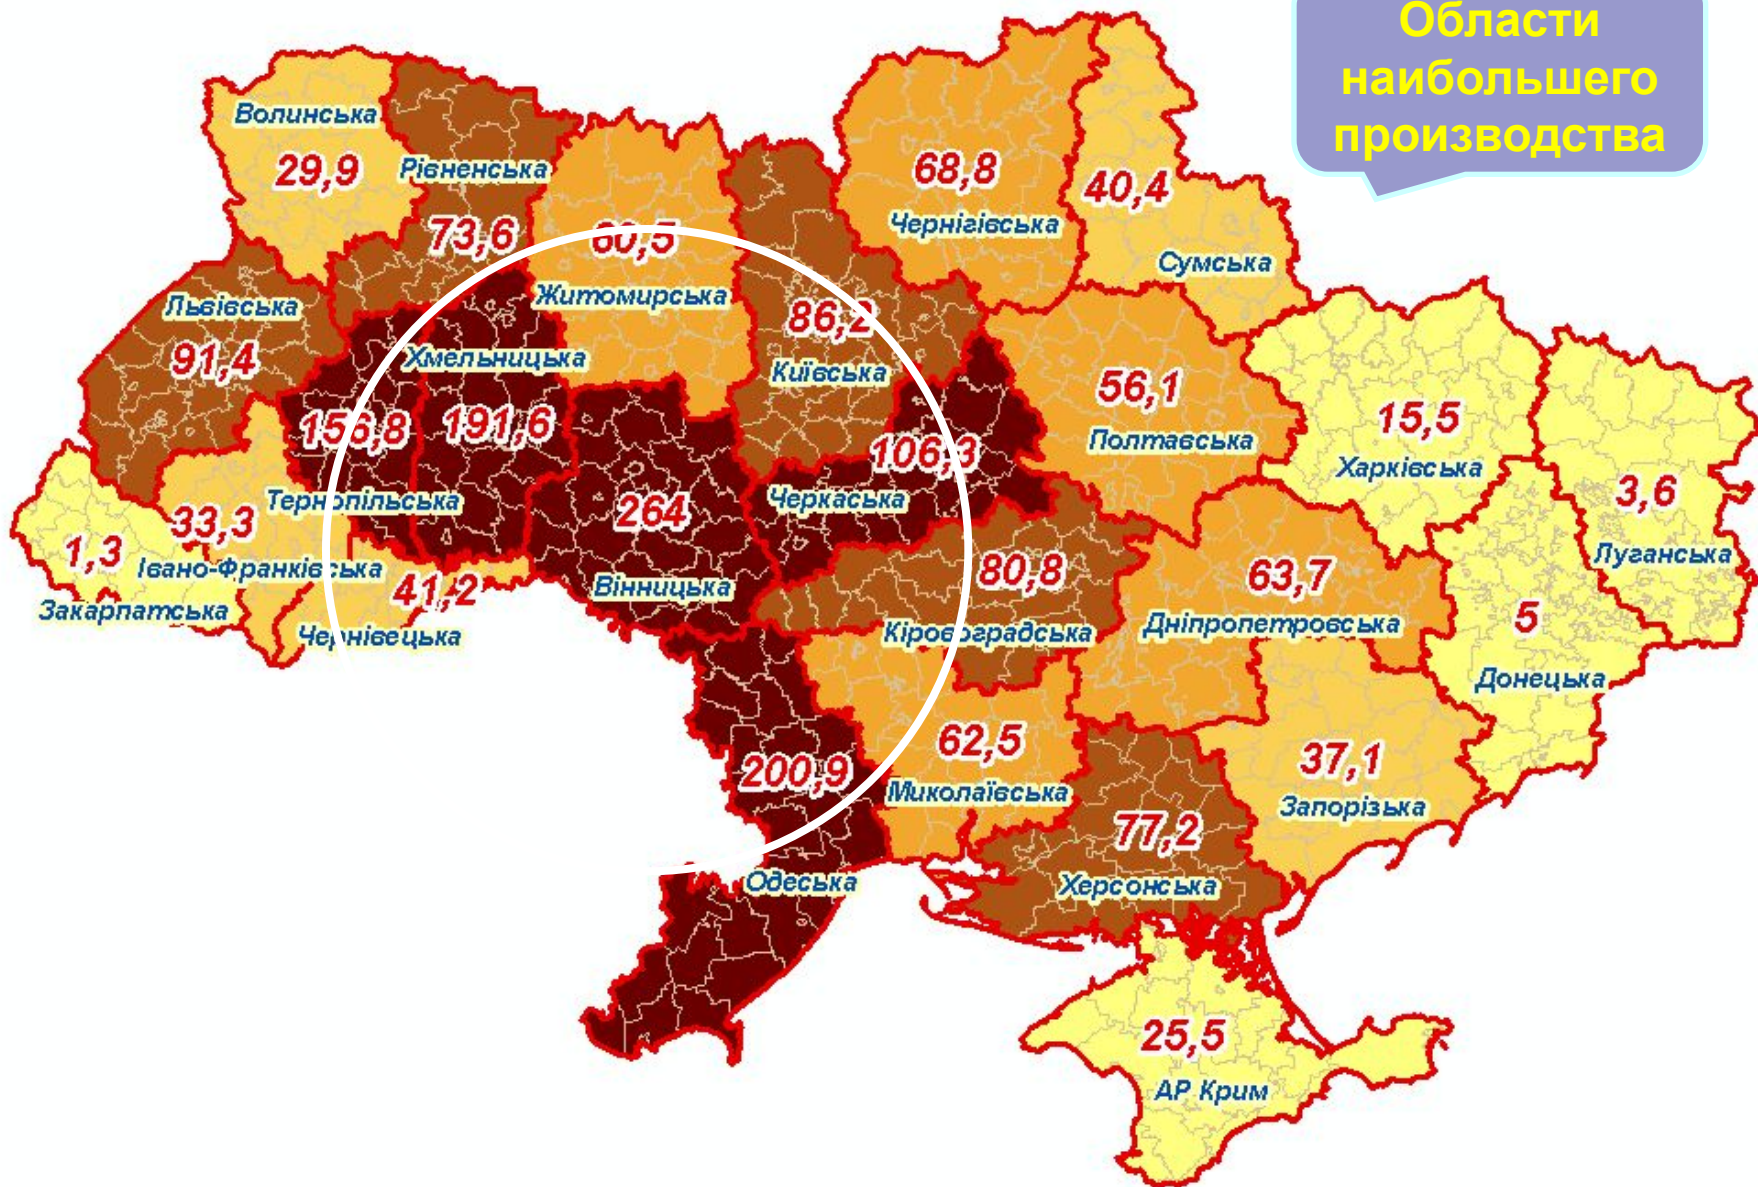 Области
наибольшего
производства
Волинська
29,9
Рівненська
73,6
60,5
Житомирська
68,8
Чернігівська
40,4
Сумська
Львівська
91,4
Хмельницька
191,6
156,8
Тернопільська
86,2
Київська
106,3
Черкаська
56,1
Полтавська
15,5
Харківська
3,6
Луганська
1,3
Закарпатська
33,3
Івано-Франківська
41,2
Чернівецька
264
Вінницька
80,8
Кіровоградська
63,7
Дніпропетровська
5
Донецька
200,9
Одеська
62,5
Миколаївська
77,2
Херсонська
37,1
Запорізька
25,5
АР Крим